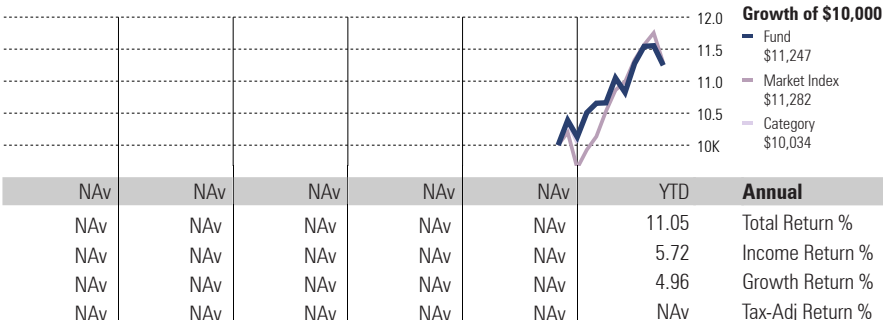 12.0
11.5
11.0
10.5
10K
Growth of $10,000
Fund
$11,247
Market Index
$11,282
Category
$10,034
NAv NAv NAv NAv NAv YTD Annual
NAv NAv NAv NAv NAv 11.05 Total Return %
NAv NAv NAv NAv NAv 5.72 Income Return %
NAv NAv NAv NAv NAv 4.96 Growth Return %
NAv NAv NAv NAv NAv NAv Tax-Adj Return %